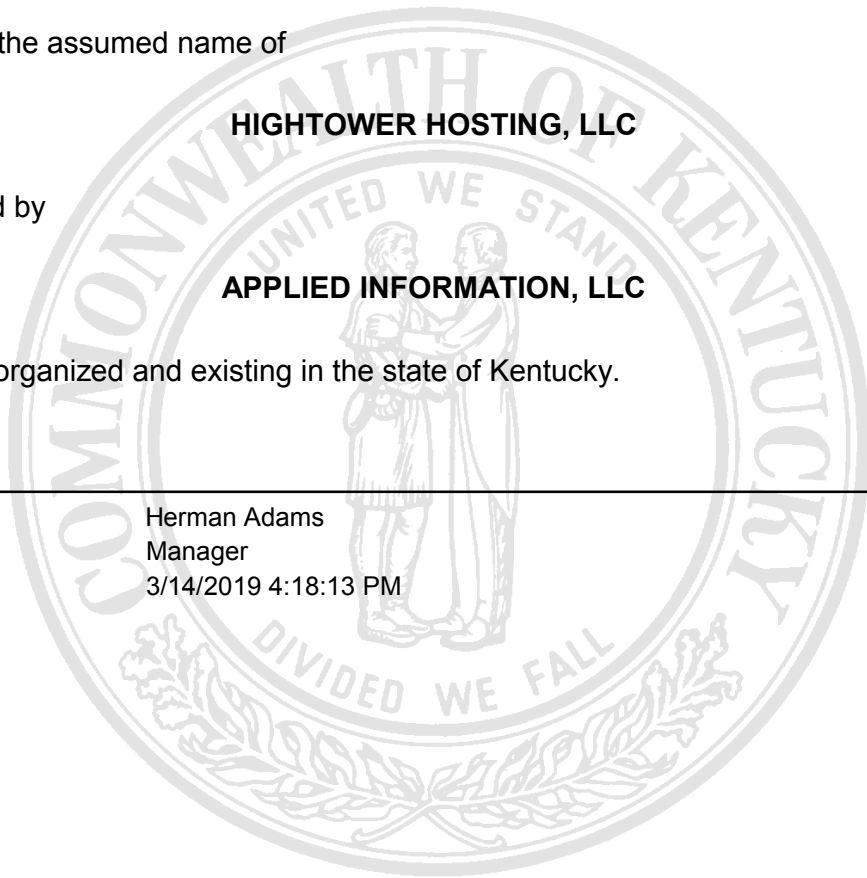 the assumed name of
HIGHTOWER HOSTING, LLC
d by
APPLIED INFORMATION, LLC
organized and existing in the state of Kentucky.
Herman Adams
Manager
3/14/2019 4:18:13 PM
COMMONWEALTH OF KENTUCKY
UNITED WE STAND
DIVIDED WE FALL